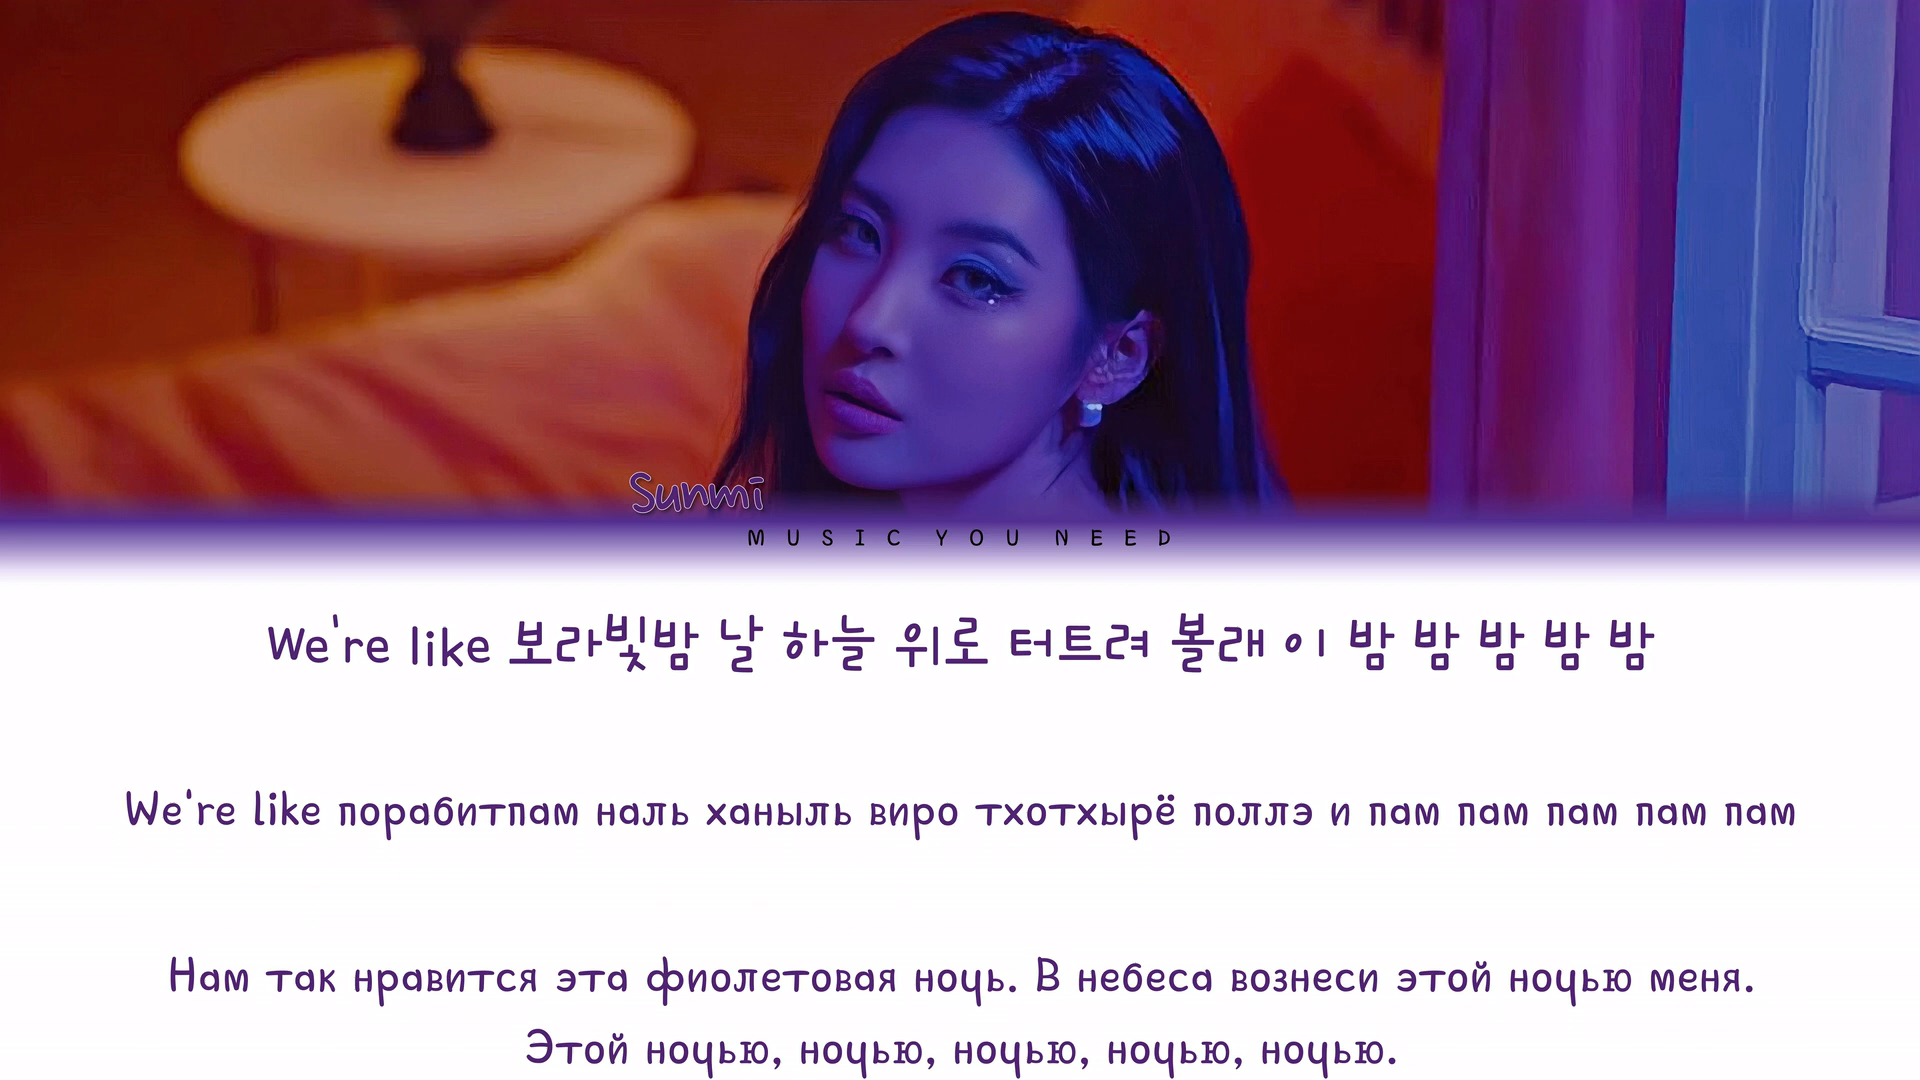 Sunmi
MUSIC YOU NEED
We're like 보라빛밤 날 하늘 위로 터트려 볼래 이 밤 밤 밤 밤 밤
We're like порабитпам наль ханыль виро тхотхырё поллэ и пам пам пам пам пам
Нам так нравится эта фиолетовая ночь. В небеса вознеси этой ночью меня.
Этой ночью, ночью, ночью, ночью, ночью.